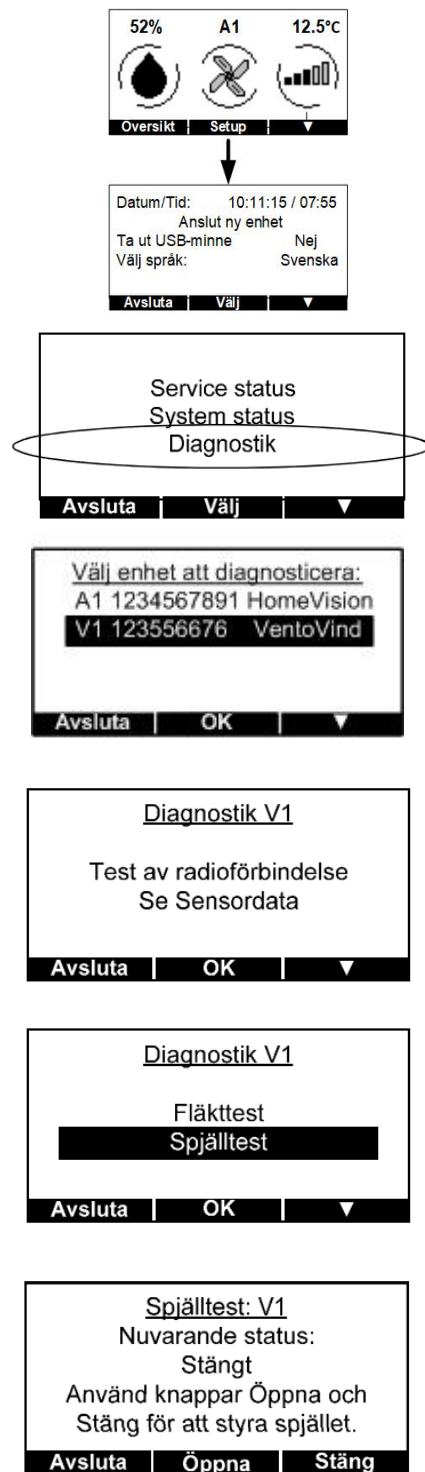 52% A1 12.5°C
Översikt Setup ▼
Datum/Tid: 10:11:15 / 07:55
Anslut ny enhet
Ta ut USB-minne Nej
Välj språk: Svenska
Avsluta Välj ▼
Service status
System status
Diagnostik
Avsluta Välj ▼
Välj enhet att diagnosticera:
A1 1234567891 HomeVision
V1 123556676 VentoVind
Avsluta OK ▼
Diagnostik V1
Test av radioförbindelse
Se Sensordata
Avsluta OK ▼
Diagnostik V1
Fläkttest
Spjälltest
Avsluta OK ▼
Spjälltest: V1
Nuvarande status:
Stängt
Använd knappar Öppna och
Stäng för att styra spjället.
Avsluta Öppna Stäng